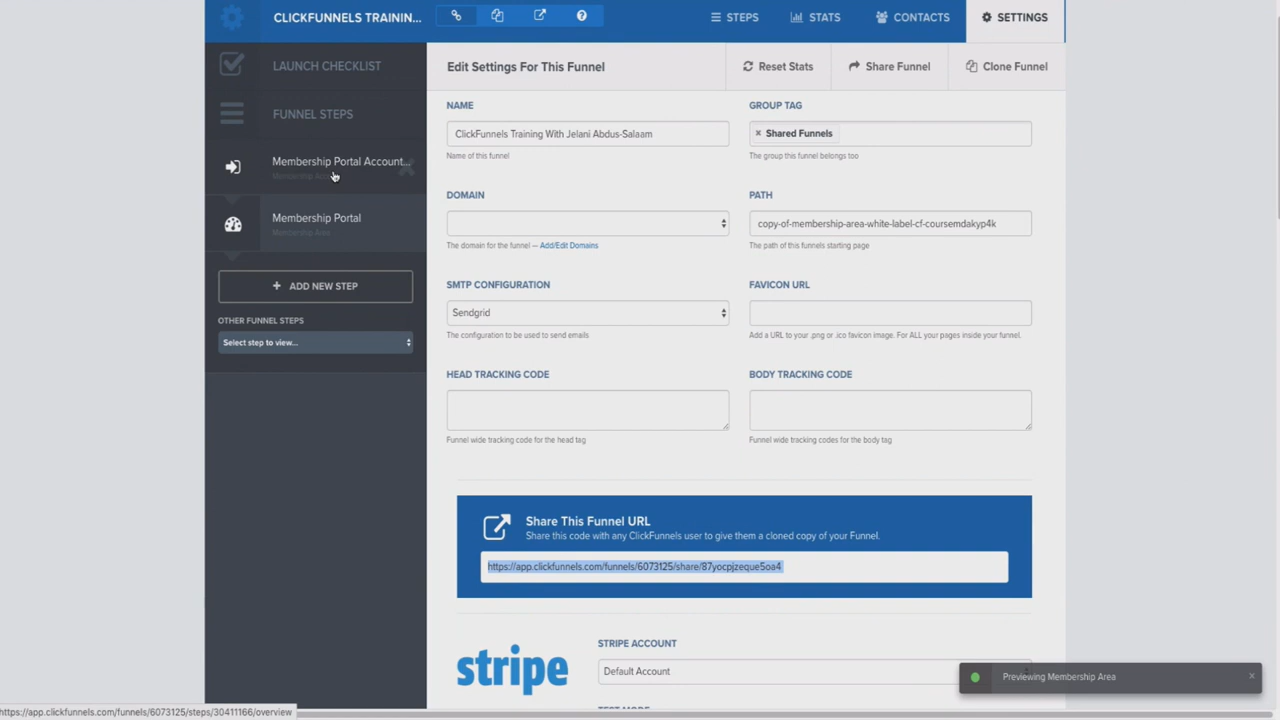 CLICKFUNNELS TRAININ...
STEPS
STATS
CONTACTS
SETTINGS
LAUNCH CHECKLIST
FUNNEL STEPS
Membership Portal Account...
Membership Portal
Membership Area
ADD NEW STEP
OTHER FUNNEL STEPS
Select step to view...
Edit Settings For This Funnel
Reset Stats
Share Funnel
Clone Funnel
NAME
ClickFunnels Training With Jelani Abdus-Salaam
Name of this funnel
GROUP TAG
× Shared Funnels
The group this funnel belongs too
DOMAIN
The domain for the funnel — Add/Edit Domains
PATH
copy-of-membership-area-white-label-cf-coursemdakyp4k
The path of this funnels starting page
SMTP CONFIGURATION
Sendgrid
The configuration to be used to send emails
FAVICON URL
Add a URL to your .png or .ico favicon image. For ALL your pages inside your funnel.
HEAD TRACKING CODE
Funnel wide tracking code for the head tag
BODY TRACKING CODE
Funnel wide tracking codes for the body tag
Share This Funnel URL
Share this code with any ClickFunnels user to give them a cloned copy of your Funnel.
https://app.clickfunnels.com/funnels/6073125/share/87yocpjzeque5oa4
stripe
STRIPE ACCOUNT
Default Account
Previewing Membership Area
https://app.clickfunnels.com/funnels/6073125/steps/30411166/overview